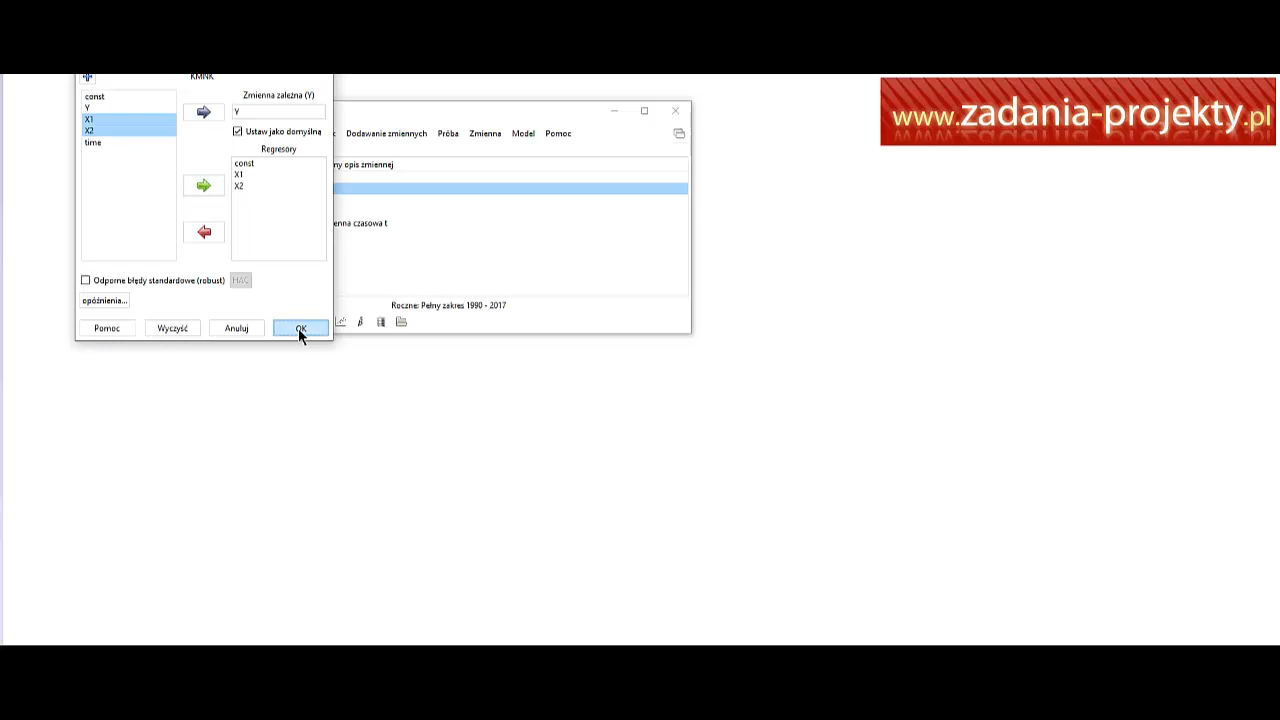 KMNK
const
Y
X1
X2
time
Zmienna zależna (Y)
Y
Ustaw jako domyślną
Regresory
const
X1
X2
Odporne błędy standardowe (robust)
HAC
opóźnienia...
Pomoc
Wyczyść
Anuluj
OK
Dodawanie zmiennych
Próba
Zmienna
Model
Pomoc
opis zmiennej
czasowa t
Roczne: Pełny zakres 1990 - 2017
www.zadania-projekty.pl